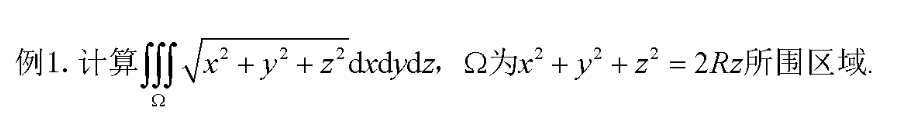 例1. 计算∭_Ω √(x² + y² + z²)dxdydz, Ω为x² + y² + z² = 2Rz所围区域.